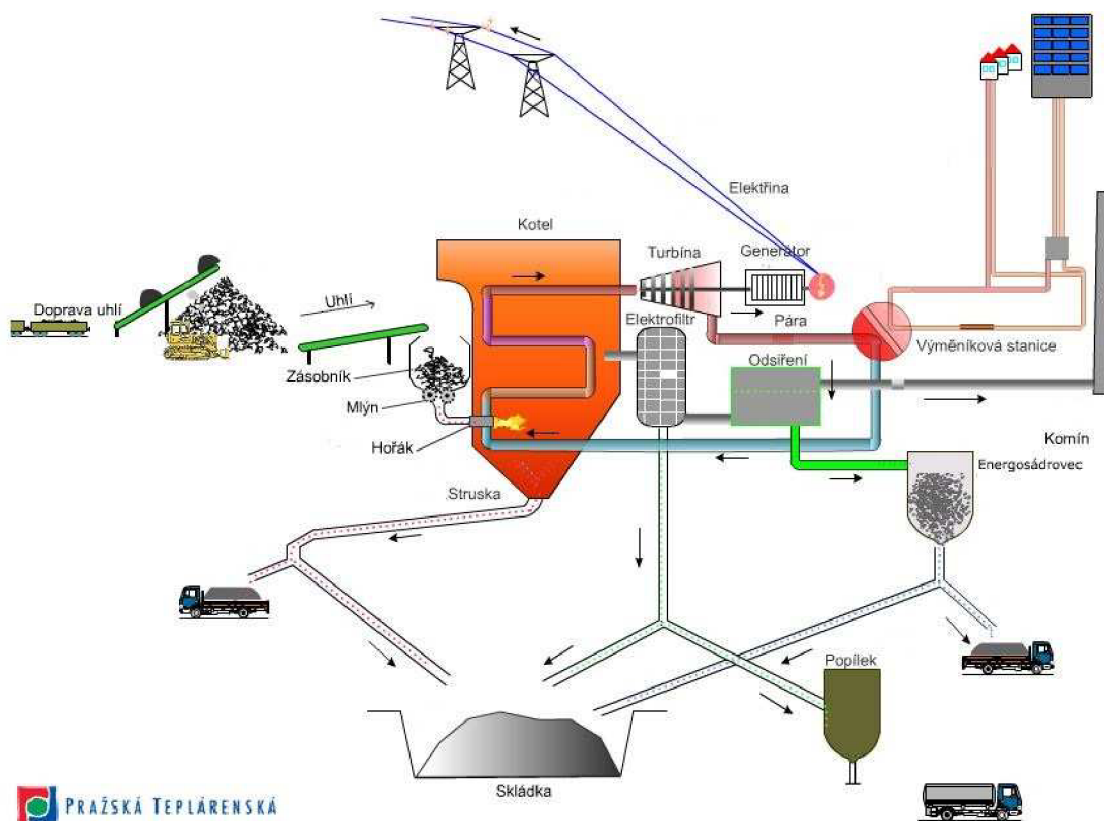 Elektřina
Kotel
Turbína
Generátor
Doprava uhlí
Uhlí
Elektrofiltr
Pára
Výměníková stanice
Odsíření
Zásobník
Mlýn
Hořák
Komín
Energosádrovec
Struska
Popílek
Skládka
PRAŽSKÁ TEPLÁRENSKÁ